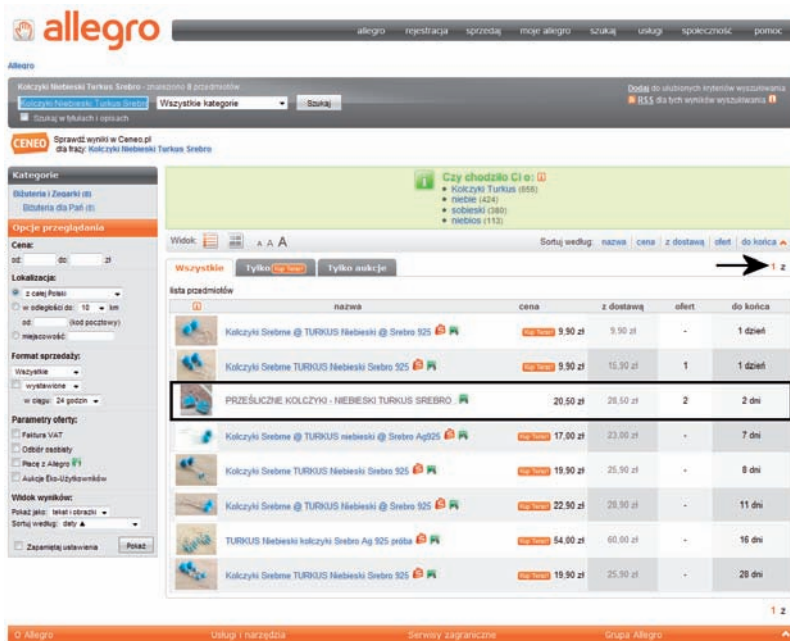 allegro
allegro rejestracja sprzedaj moje allegro szukaj usługi społeczność pomoc
Allegro
Kolczyki Niebieski Turkus Srebro - znaleziono 8 przedmiotów
Kolczyki Niebieski Turkus Srebr Wszystkie kategorie Szukaj
Szukaj w tytułach i opisach
Dodaj do ulubionych kryteriów wyszukiwania
RSS dla tych wyników wyszukiwania
CENEO Sprawdź wyniki w Ceneo.pl
dla frazy: Kolczyki Niebieski Turkus Srebro
Kategorie
Biżuteria i Zegarki (8)
Biżuteria dla Pań (8)
Opcje przeglądania
Cena:
od: do: zł
Lokalizacja:
z całej Polski
w odległości do: 10 km
od: (kod pocztowy)
miejscowość:
Format sprzedaży:
Wszystkie
wystawione
w ciągu: 24 godzin
Parametry oferty:
Faktura VAT
Odbiór osobisty
Płacę z Allegro
Aukcje Eko-Użytkowników
Widok wyników:
Pokaż jako: tekst i obrazki
Sortuj według: daty ▲
Zapamiętaj ustawienia Pokaż
Czy chodziło Ci o:
• Kolczyki Turkus (655)
• niebie (424)
• sobieski (380)
• niebios (113)
Widok: A A A Sortuj według: nazwa cena z dostawą ofert do końca
Wszystkie Tylko Kup Teraz! Tylko aukcje 1 z
lista przedmiotów
nazwa cena z dostawą ofert do końca
Kolczyki Srebrne @ TURKUS Niebieski @ Srebro 925 Kup Teraz! 9,90 zł 9,90 zł - 1 dzień
Kolczyki Srebrne TURKUS Niebieski Srebro 925 Kup Teraz! 9,90 zł 15,90 zł 1 1 dzień
PRZEŚLICZNE KOLCZYKI - NIEBIESKI TURKUS SREBRO 20,50 zł 28,50 zł 2 2 dni
Kolczyki Srebrne @ TURKUS niebieski @ Srebro Ag925 Kup Teraz! 17,00 zł 23,00 zł - 7 dni
Kolczyki Srebrne TURKUS Niebieski Srebro 925 Kup Teraz! 19,90 zł 25,90 zł - 8 dni
Kolczyki Srebrne @ TURKUS Niebieski @ Srebro 925 Kup Teraz! 22,90 zł 28,90 zł - 11 dni
TURKUS Niebieski kolczyki Srebro Ag 925 próba Kup Teraz! 54,00 zł 60,00 zł - 16 dni
Kolczyki Srebrne TURKUS Niebieski Srebro 925 Kup Teraz! 19,90 zł 25,90 zł - 28 dni
1 z
O Allegro Usługi i narzędzia Serwisy zagraniczne Grupa Allegro